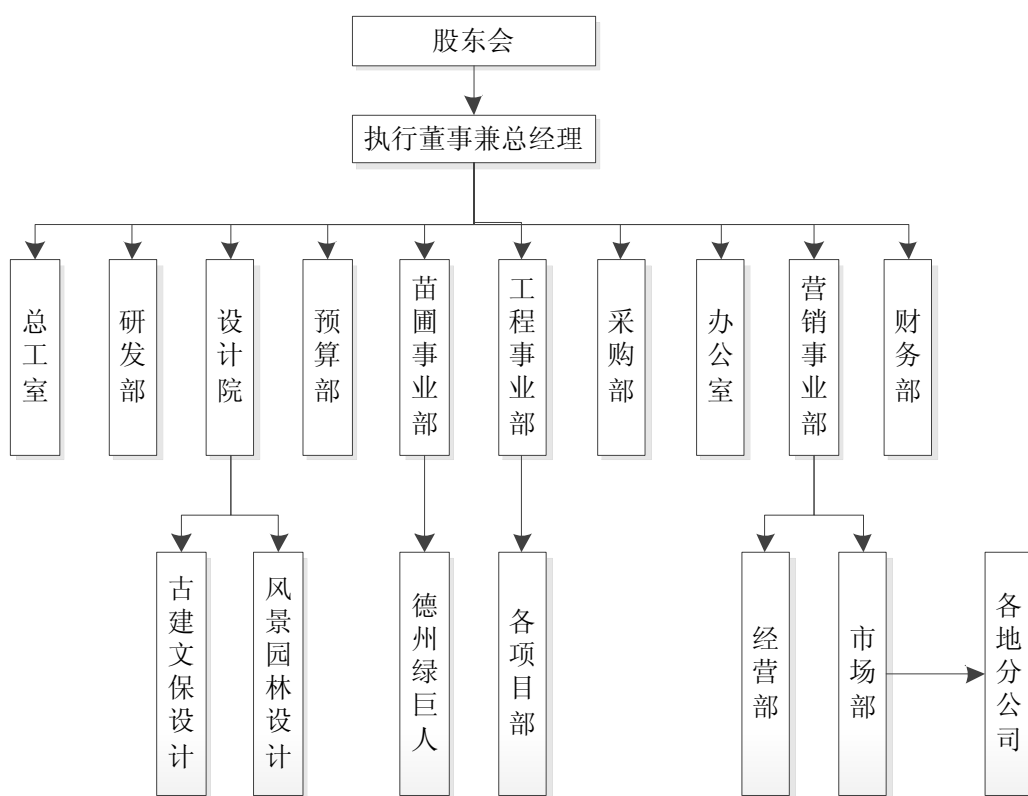 股东会
执行董事兼总经理
总工室
研发部
设计院
预算部
苗圃事业部
工程事业部
采购部
办公室
营销事业部
财务部
古建文保设计
风景园林设计
德州绿巨人
各项目部
经营部
市场部
各地分公司